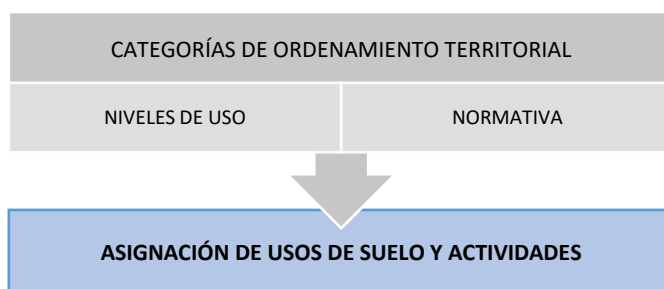 CATEGORÍAS DE ORDENAMIENTO TERRITORIAL
NIVELES DE USO
NORMATIVA
ASIGNACIÓN DE USOS DE SUELO Y ACTIVIDADES